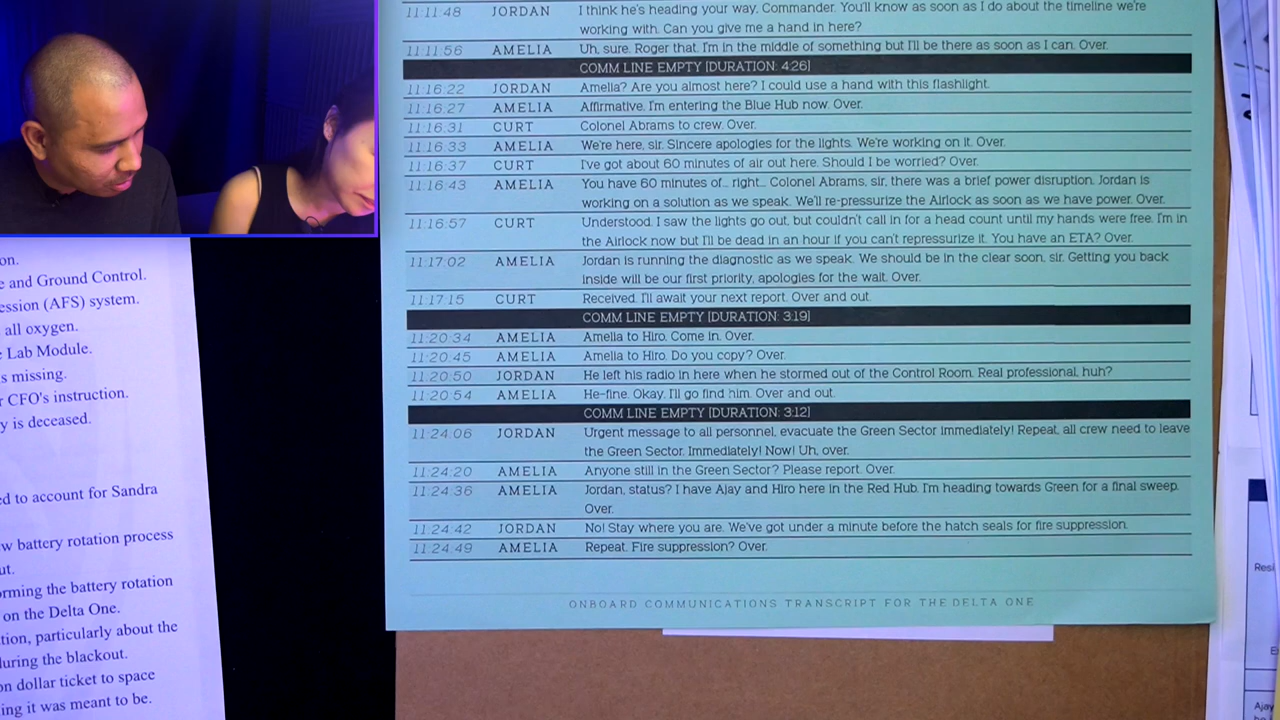 on.
e and Ground Control.
ession (AFS) system.
all oxygen.
e Lab Module.
s missing.
r CFO's instruction.
y is deceased.
ed to account for Sandra
w battery rotation process
ut.
orming the battery rotation
on the Delta One.
tion, particularly about the
during the blackout.
on dollar ticket to space
ing it was meant to be.
11:11:48 JORDAN I think he's heading your way, Commander. You'll know as soon as I do about the timeline we're
working with. Can you give me a hand in here?
11:11:56 AMELIA Uh, sure. Roger that. I'm in the middle of something but I'll be there as soon as I can. Over.
COMM LINE EMPTY [DURATION: 4:26]
11:16:22 JORDAN Amelia? Are you almost here? I could use a hand with this flashlight.
11:16:27 AMELIA Affirmative. I'm entering the Blue Hub now. Over.
11:16:31 CURT Colonel Abrams to crew. Over.
11:16:33 AMELIA We're here, sir. Sincere apologies for the lights. We're working on it. Over.
11:16:37 CURT I've got about 60 minutes of air out here. Should I be worried? Over.
11:16:43 AMELIA You have 60 minutes of... right... Colonel Abrams, sir, there was a brief power disruption. Jordan is
working on a solution as we speak. We'll re-pressurize the Airlock as soon as we have power. Over.
11:16:57 CURT Understood. I saw the lights go out, but couldn't call in for a head count until my hands were free. I'm in
the Airlock now but I'll be dead in an hour if you can't repressurize it. You have an ETA? Over.
11:17:02 AMELIA Jordan is running the diagnostic as we speak. We should be in the clear soon, sir. Getting you back
inside will be our first priority, apologies for the wait. Over.
11:17:15 CURT Received. I'll await your next report. Over and out.
COMM LINE EMPTY [DURATION: 3:19]
11:20:34 AMELIA Amelia to Hiro. Come in. Over.
11:20:45 AMELIA Amelia to Hiro. Do you copy? Over.
11:20:50 JORDAN He left his radio in here when he stormed out of the Control Room. Real professional, huh?
11:20:54 AMELIA He-fine. Okay. I'll go find him. Over and out.
COMM LINE EMPTY [DURATION: 3:12]
11:24:06 JORDAN Urgent message to all personnel, evacuate the Green Sector immediately! Repeat, all crew need to leave
the Green Sector. Immediately! Now! Uh, over.
11:24:20 AMELIA Anyone still in the Green Sector? Please report. Over.
11:24:36 AMELIA Jordan, status? I have Ajay and Hiro here in the Red Hub. I'm heading towards Green for a final sweep.
Over.
11:24:42 JORDAN No! Stay where you are. We've got under a minute before the hatch seals for fire suppression.
11:24:49 AMELIA Repeat. Fire suppression? Over.
ONBOARD COMMUNICATIONS TRANSCRIPT FOR THE DELTA ONE
Resi
E
Ajay